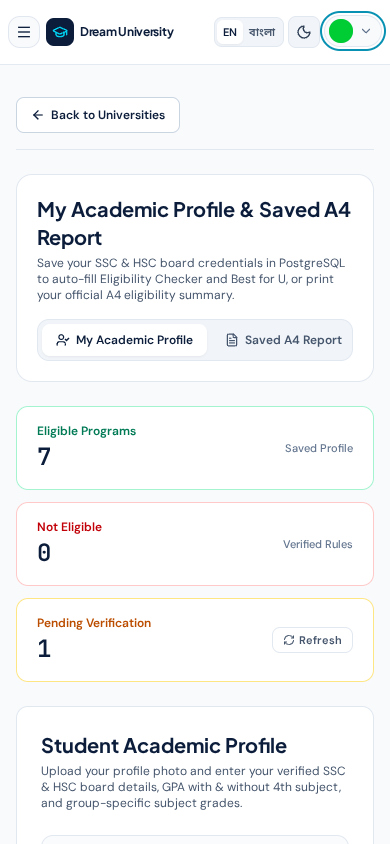 Dream University
EN
বাংলা
Back to Universities
My Academic Profile & Saved A4
Report
Save your SSC & HSC board credentials in PostgreSQL
to auto-fill Eligibility Checker and Best for U, or print
your official A4 eligibility summary.
My Academic Profile
Saved A4 Report
Eligible Programs
7
Saved Profile
Not Eligible
0
Verified Rules
Pending Verification
1
Refresh
Student Academic Profile
Upload your profile photo and enter your verified SSC
& HSC board details, GPA with & without 4th subject,
and group-specific subject grades.